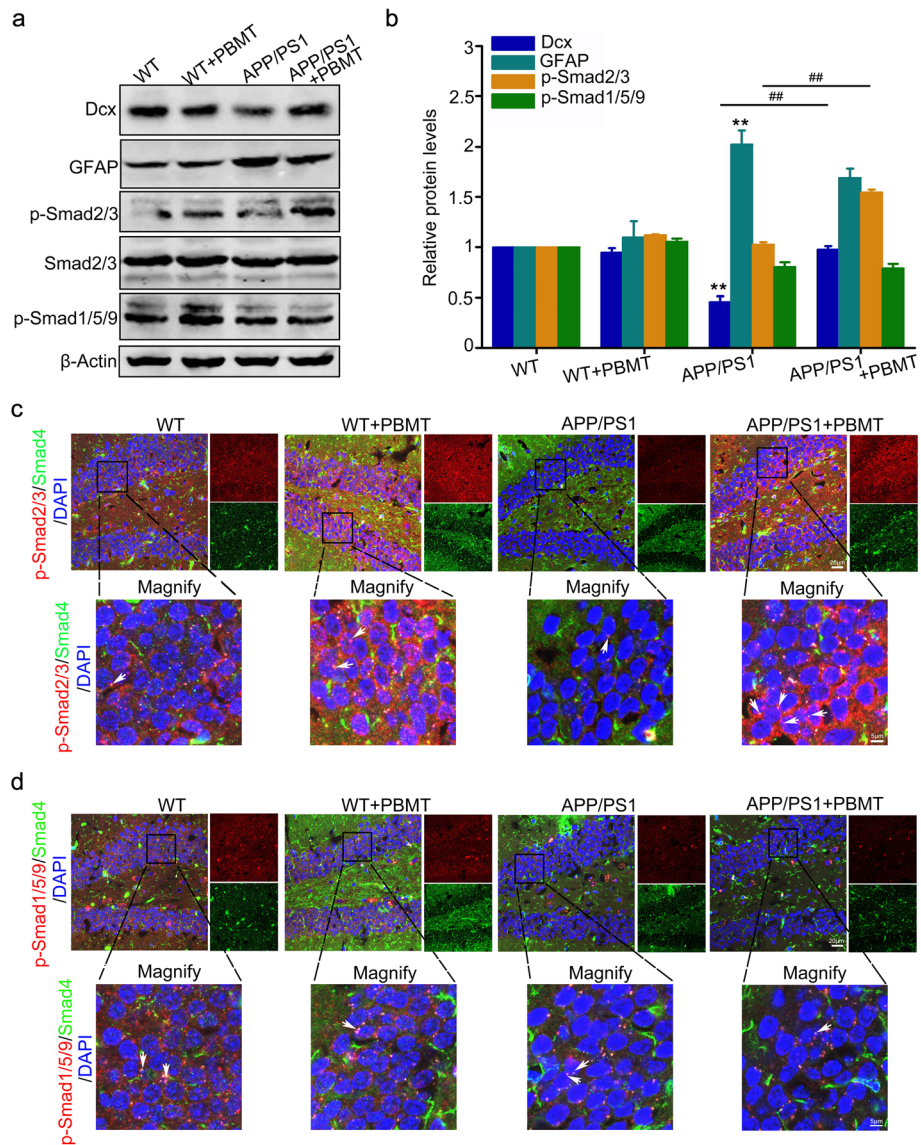 a
WT
WT+PBMT
APP/PS1
APP/PS1
+PBMT
Dcx
GFAP
p-Smad2/3
Smad2/3
p-Smad1/5/9
β-Actin
b
Relative protein levels
3
2.5
2
1.5
1
0.5
0
Dcx
GFAP
p-Smad2/3
p-Smad1/5/9
**
**
##
##
WT
WT+PBMT
APP/PS1
APP/PS1
+PBMT
c
WT
WT+PBMT
APP/PS1
APP/PS1+PBMT
p-Smad2/3/Smad4
/DAPI
20μm
Magnify
Magnify
Magnify
Magnify
p-Smad2/3/Smad4
/DAPI
5μm
d
WT
WT+PBMT
APP/PS1
APP/PS1+PBMT
p-Smad1/5/9/Smad4
/DAPI
20μm
Magnify
Magnify
Magnify
Magnify
p-Smad1/5/9/Smad4
/DAPI
5μm